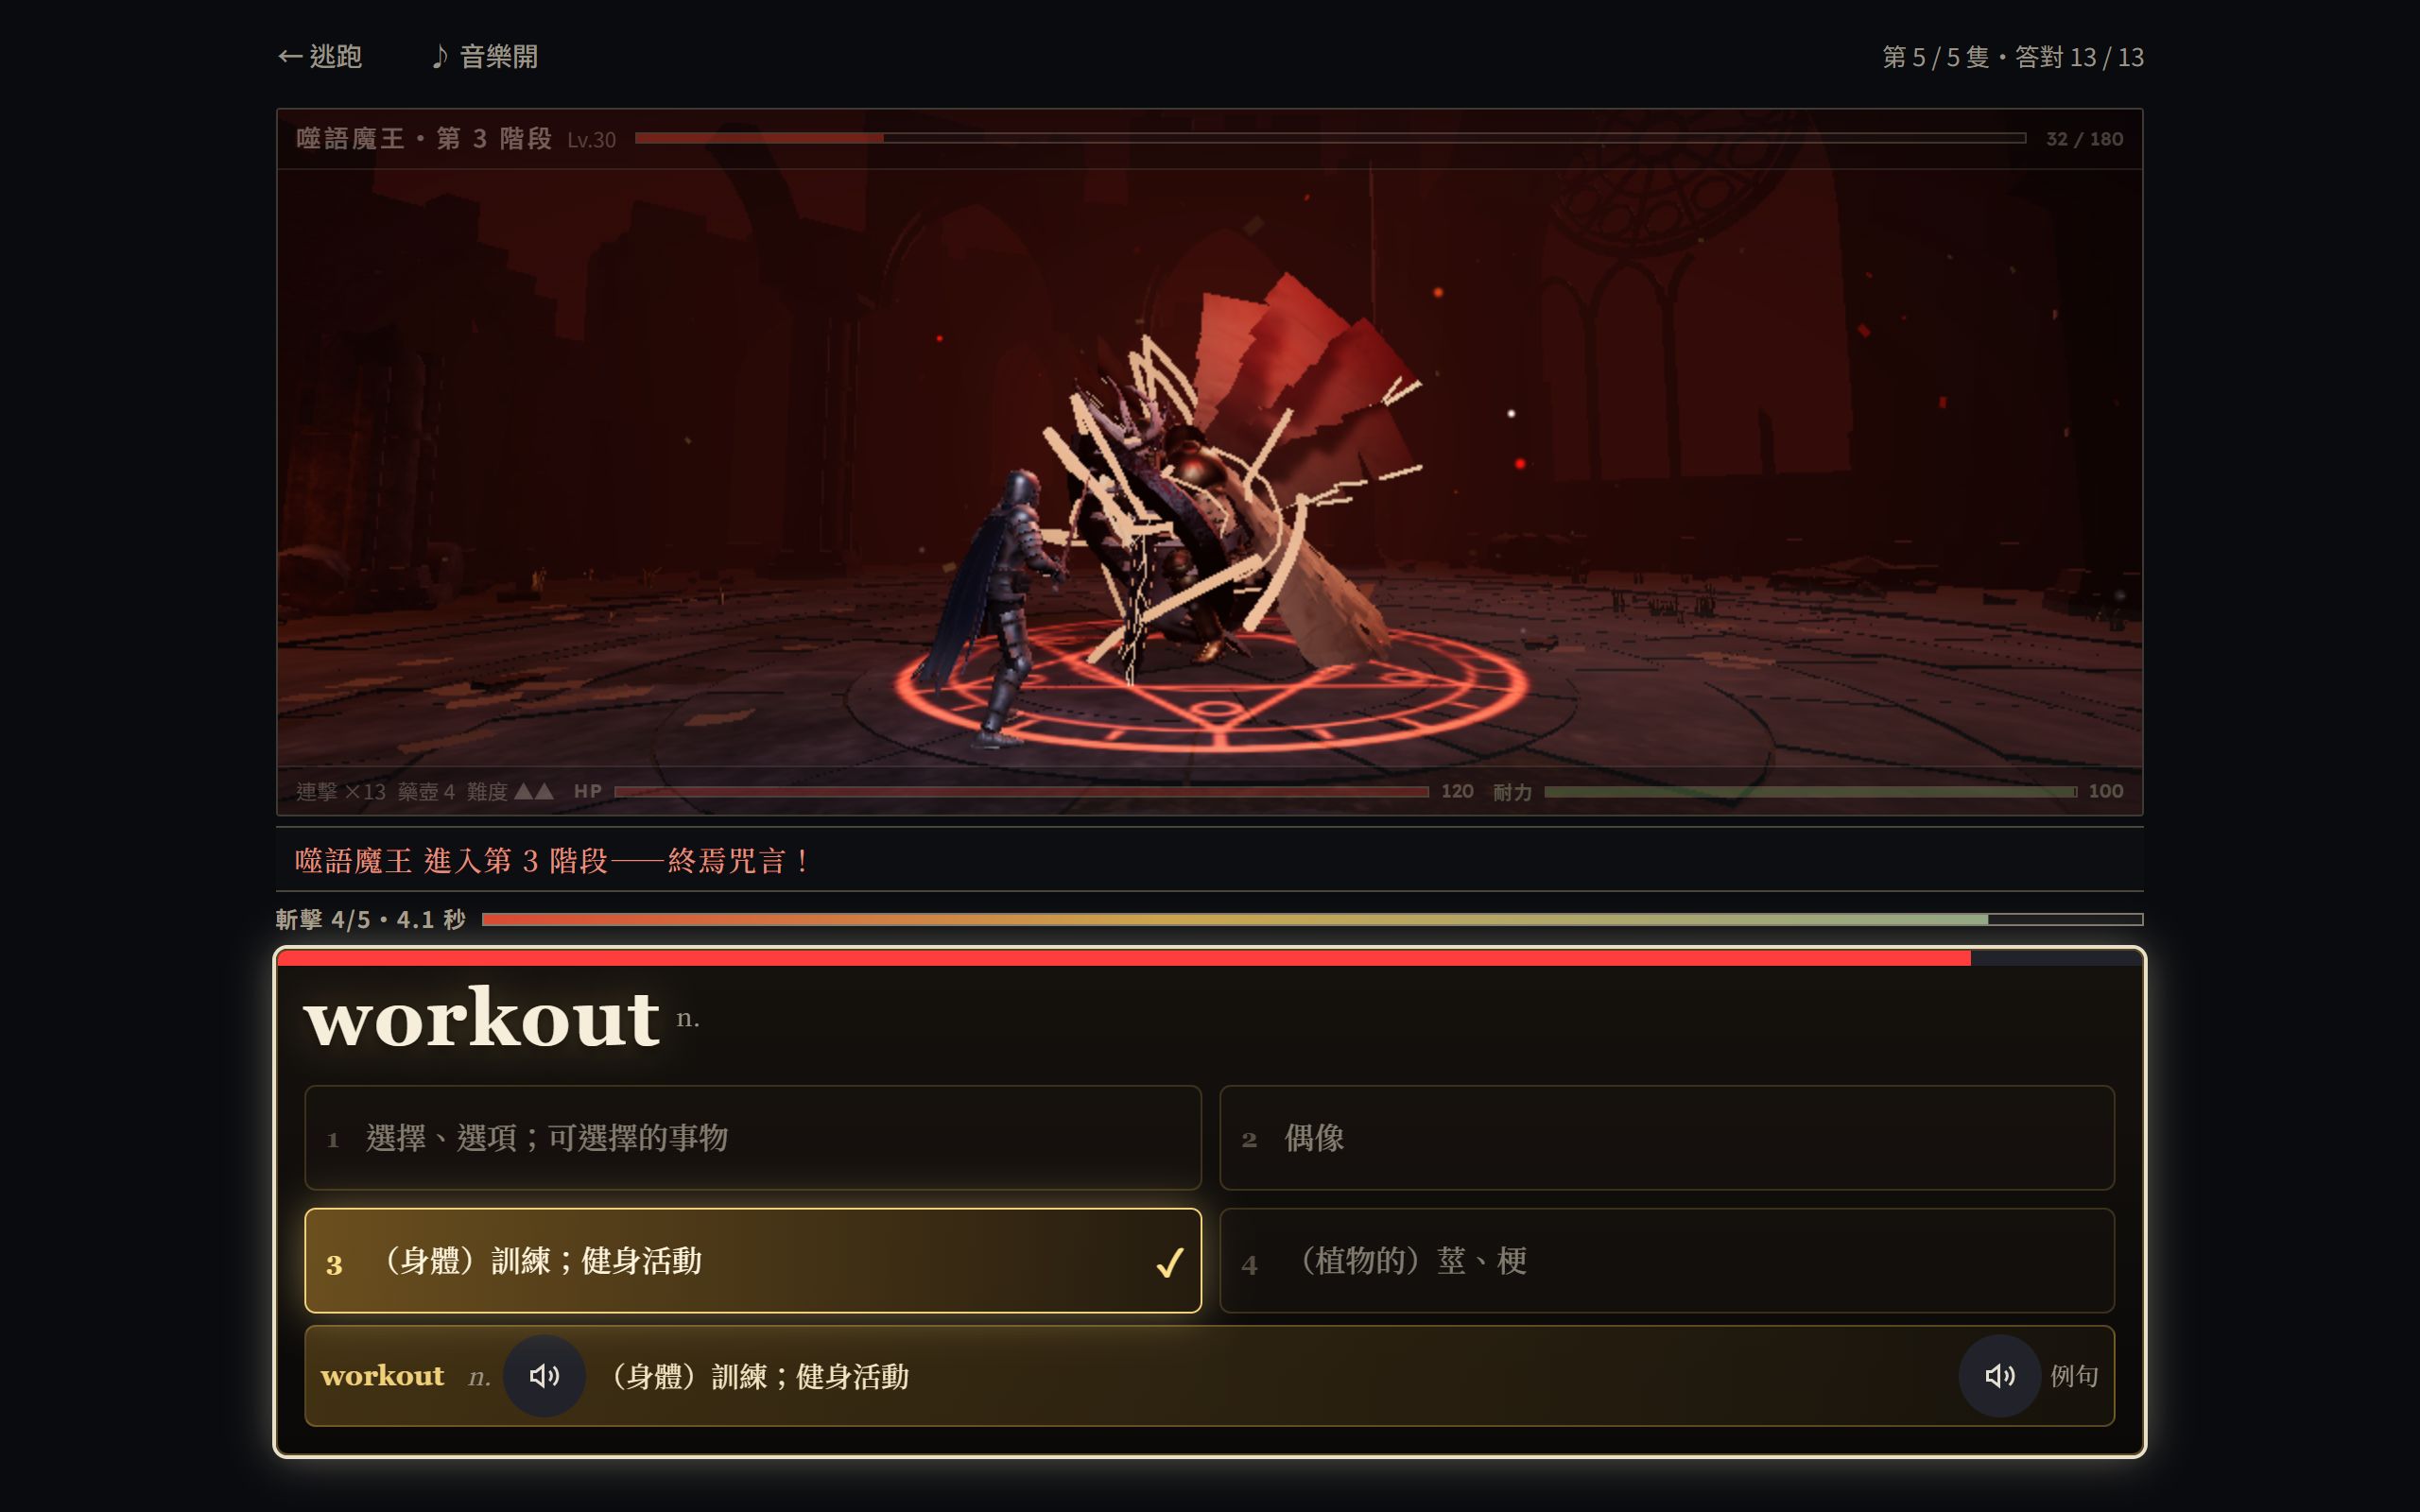 ← 逃跑 ♪ 音樂開 第 5 / 5 隻・答對 13 / 13
噬語魔王・第 3 階段 Lv.30 32 / 180
連擊 ×13 藥壺 4 難度 ▲▲ HP 120 耐力 100
噬語魔王 進入第 3 階段——終焉咒言！
斬擊 4/5・4.1 秒
workout n.
1 選擇、選項；可選擇的事物
2 偶像
3 （身體）訓練；健身活動 ✓
4 （植物的）莖、梗
workout n. （身體）訓練；健身活動 例句